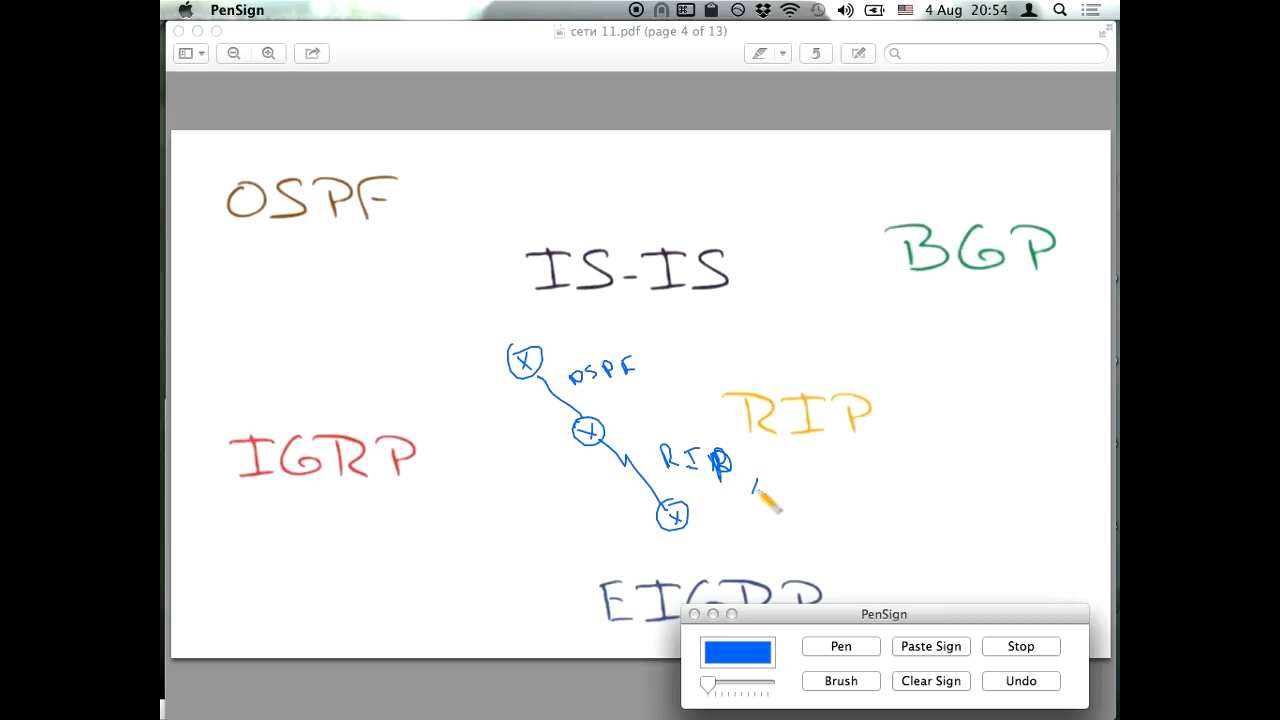 PenSign
4 Aug 20:54
сети 11.pdf (page 4 of 13)
OSPF
BGP
IS-IS
OSPF
RIP
IGRP
RIP
EIGRP
PenSign
Pen Paste Sign Stop
Brush Clear Sign Undo